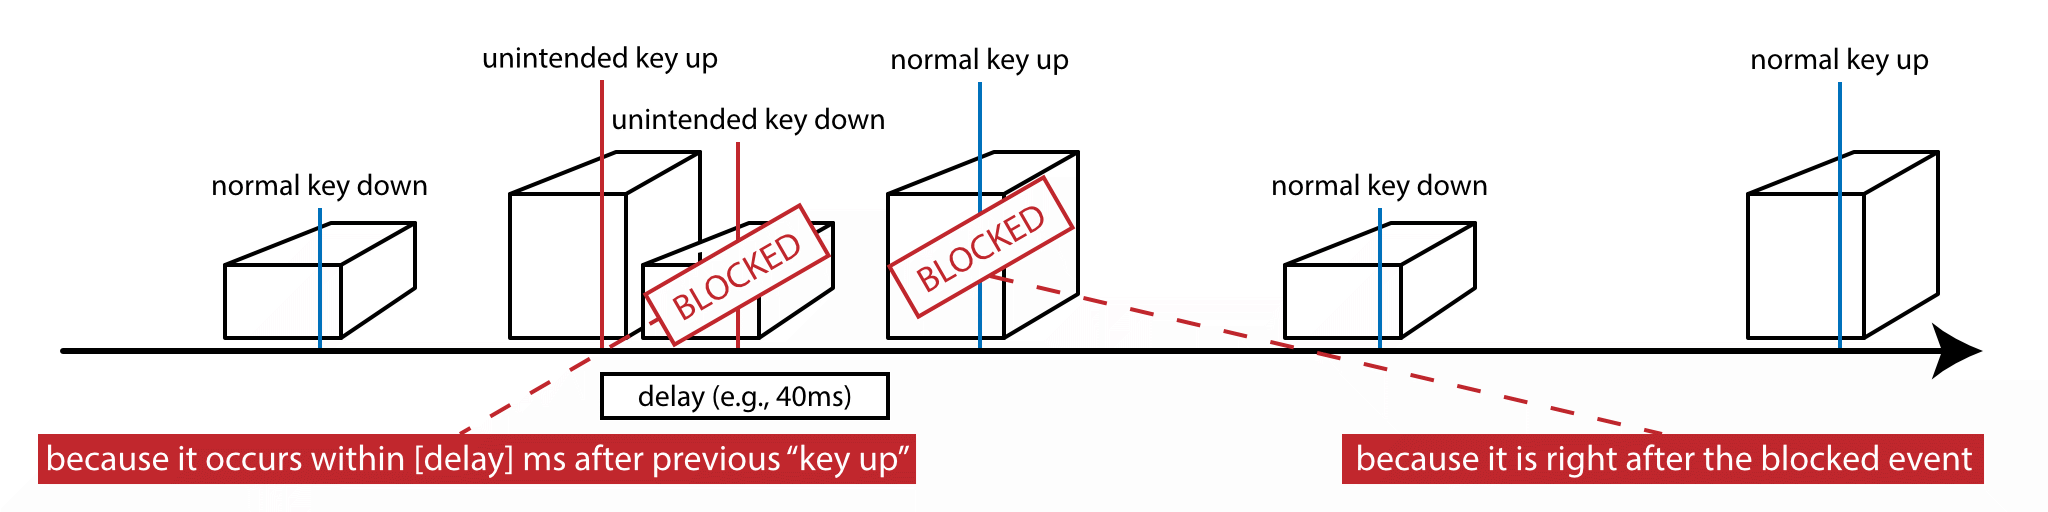 unintended key up
normal key up
normal key up
unintended key down
normal key down
normal key down
BLOCKED
BLOCKED
delay (e.g., 40ms)
because it occurs within [delay] ms after previous “key up”
because it is right after the blocked event